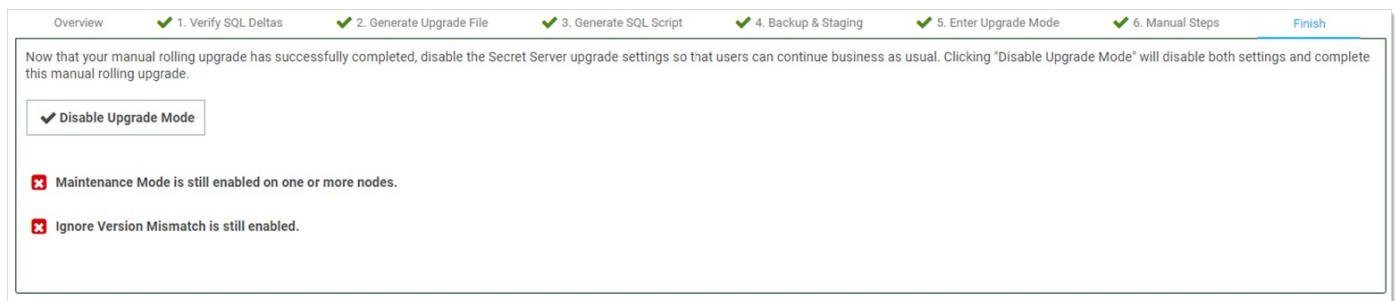 Overview 1. Verify SQL Deltas 2. Generate Upgrade File 3. Generate SQL Script 4. Backup & Staging 5. Enter Upgrade Mode 6. Manual Steps Finish
Now that your manual rolling upgrade has successfully completed, disable the Secret Server upgrade settings so that users can continue business as usual. Clicking "Disable Upgrade Mode" will disable both settings and complete
this manual rolling upgrade.
Disable Upgrade Mode
Maintenance Mode is still enabled on one or more nodes.
Ignore Version Mismatch is still enabled.